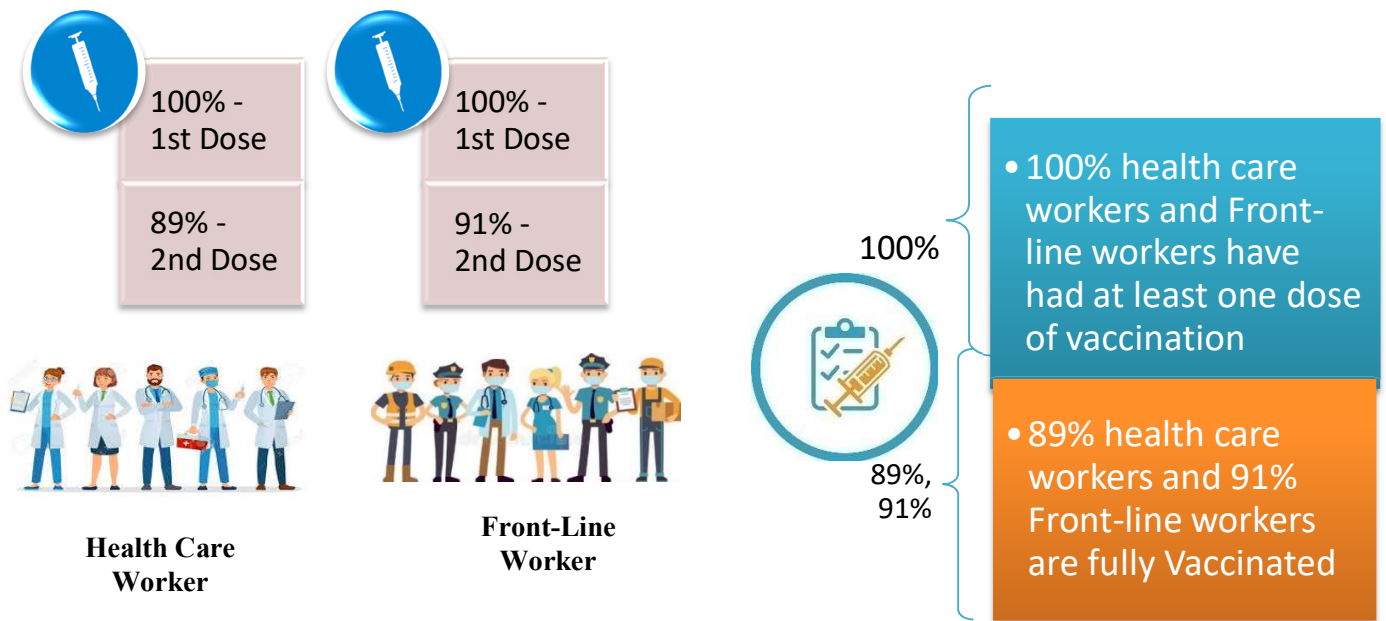 100% -
1st Dose
89% -
2nd Dose
Health Care
Worker
100% -
1st Dose
91% -
2nd Dose
Front-Line
Worker
100%
89%,
91%
• 100% health care
workers and Front-
line workers have
had at least one dose
of vaccination
• 89% health care
workers and 91%
Front-line workers
are fully Vaccinated